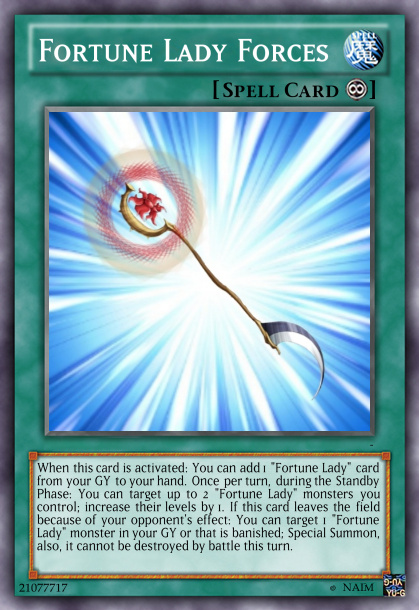 FORTUNE LADY FORCES 魔
[SPELL CARD ]
When this card is activated: You can add 1 "Fortune Lady" card
from your GY to your hand. Once per turn, during the Standby
Phase: You can target up to 2 "Fortune Lady" monsters you
control; increase their levels by 1. If this card leaves the field
because of your opponent's effect: You can target 1 "Fortune
Lady" monster in your GY or that is banished; Special Summon,
also, it cannot be destroyed by battle this turn.
21077717 ® NAIM
YU-G